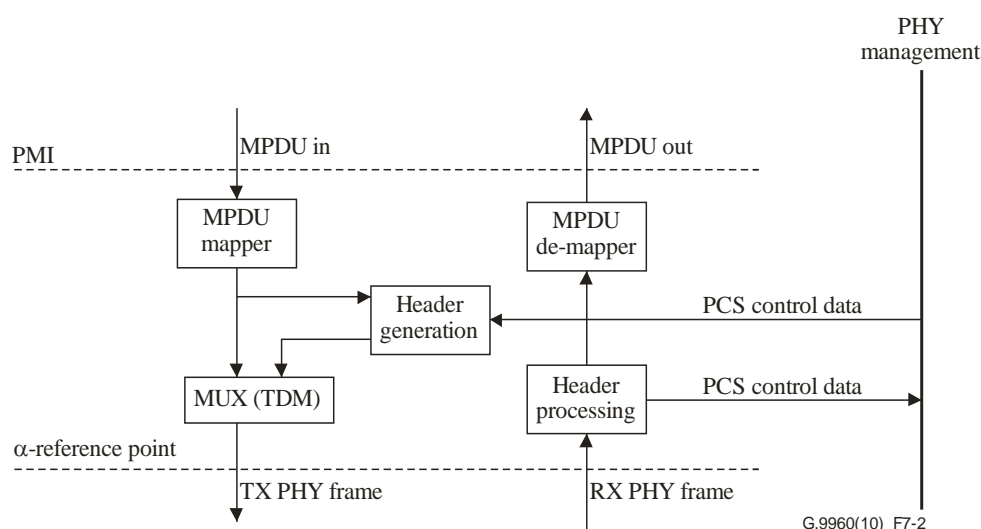 PHY
management
MPDU in
MPDU out
PMI
MPDU
mapper
MPDU
de-mapper
Header
generation
PCS control data
MUX (TDM)
Header
processing
PCS control data
α-reference point
TX PHY frame
RX PHY frame
G.9960(10)_F7-2